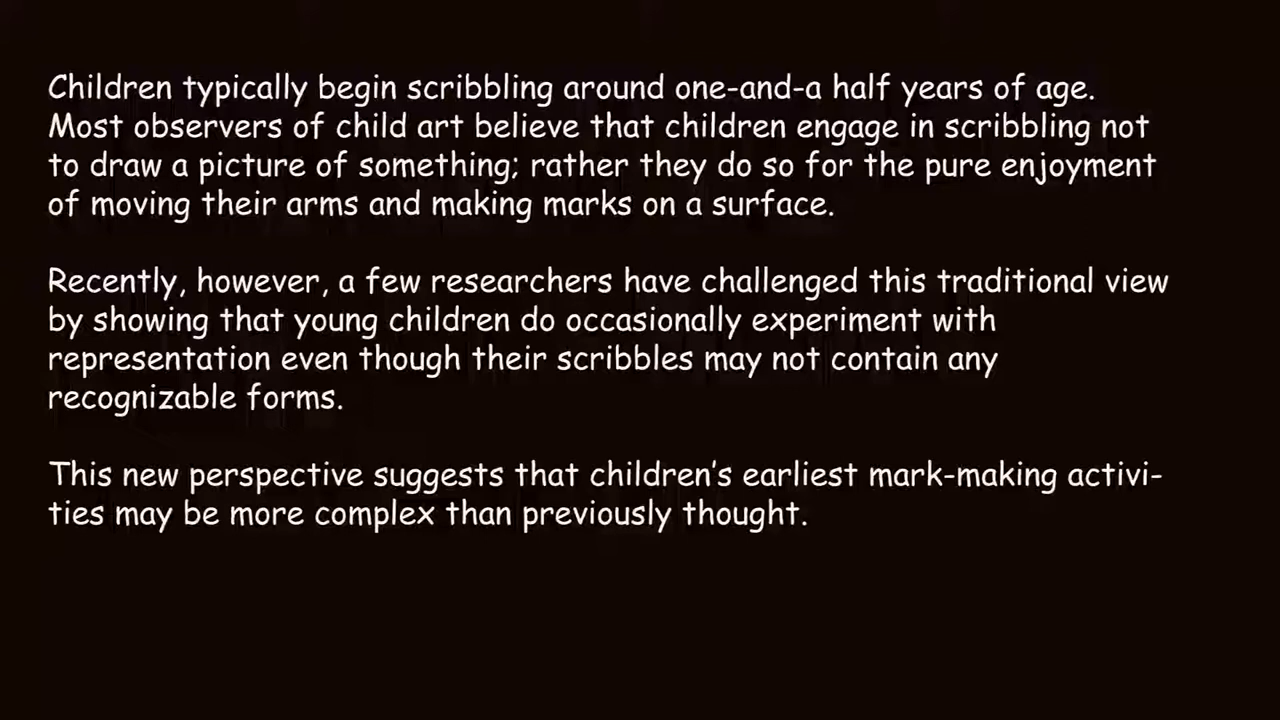 Children typically begin scribbling around one-and-a half years of age.
Most observers of child art believe that children engage in scribbling not
to draw a picture of something; rather they do so for the pure enjoyment
of moving their arms and making marks on a surface.
Recently, however, a few researchers have challenged this traditional view
by showing that young children do occasionally experiment with
representation even though their scribbles may not contain any
recognizable forms.
This new perspective suggests that children’s earliest mark-making activi-
ties may be more complex than previously thought.